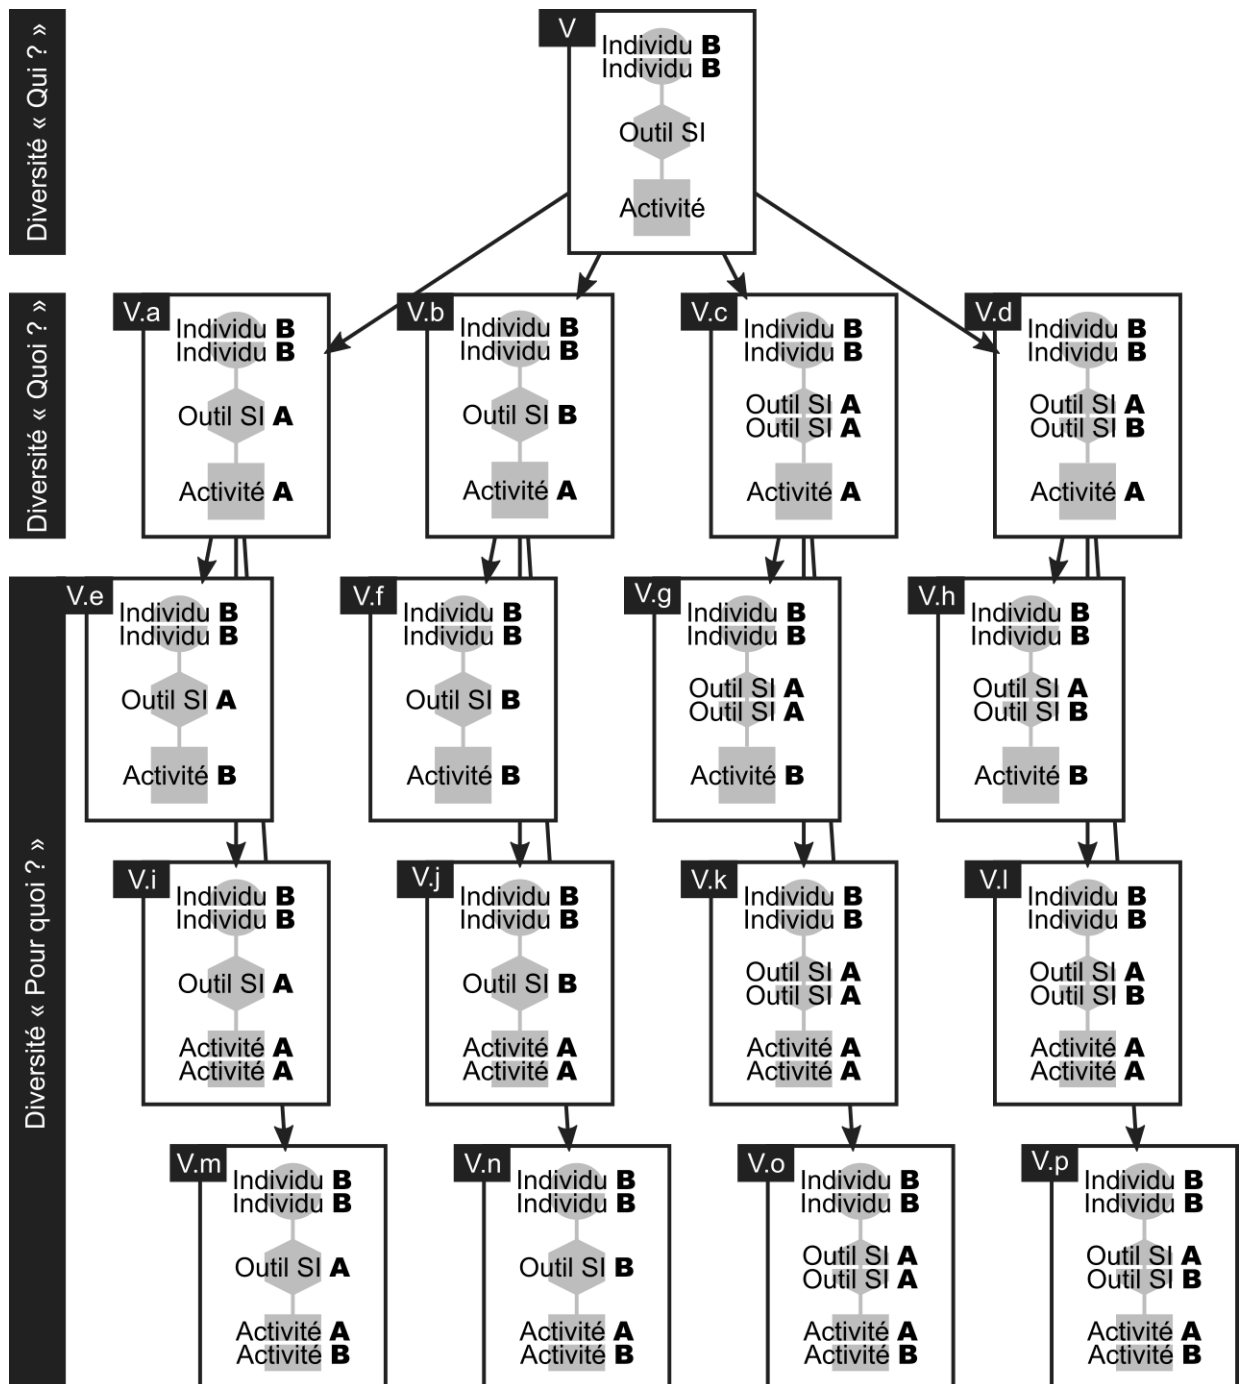 Diversité « Qui ? »
V
Individu B
Individu B
Outil SI
Activité
Diversité « Quoi ? »
V.a
Individu B
Individu B
Outil SI A
Activité A
V.b
Individu B
Individu B
Outil SI B
Activité A
V.c
Individu B
Individu B
Outil SI A
Outil SI A
Activité A
V.d
Individu B
Individu B
Outil SI A
Outil SI B
Activité A
Diversité « Pour quoi ? »
V.e
Individu B
Individu B
Outil SI A
Activité B
V.f
Individu B
Individu B
Outil SI B
Activité B
V.g
Individu B
Individu B
Outil SI A
Outil SI A
Activité B
V.h
Individu B
Individu B
Outil SI A
Outil SI B
Activité B
V.i
Individu B
Individu B
Outil SI A
Activité A
Activité A
V.j
Individu B
Individu B
Outil SI B
Activité A
Activité A
V.k
Individu B
Individu B
Outil SI A
Outil SI A
Activité A
Activité A
V.l
Individu B
Individu B
Outil SI A
Outil SI B
Activité A
Activité A
V.m
Individu B
Individu B
Outil SI A
Activité A
Activité B
V.n
Individu B
Individu B
Outil SI B
Activité A
Activité B
V.o
Individu B
Individu B
Outil SI A
Outil SI A
Activité A
Activité B
V.p
Individu B
Individu B
Outil SI A
Outil SI B
Activité A
Activité B